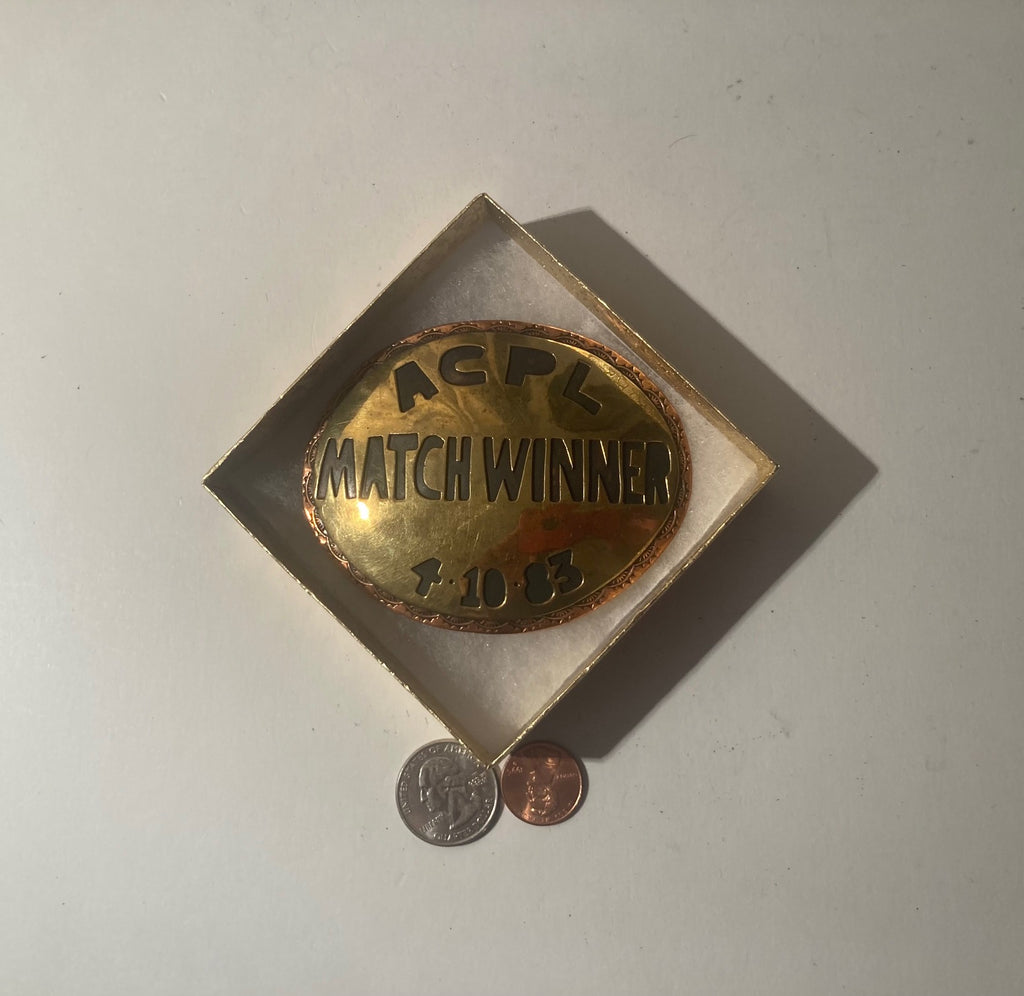 ACPL
MATCH WINNER
4·10·83